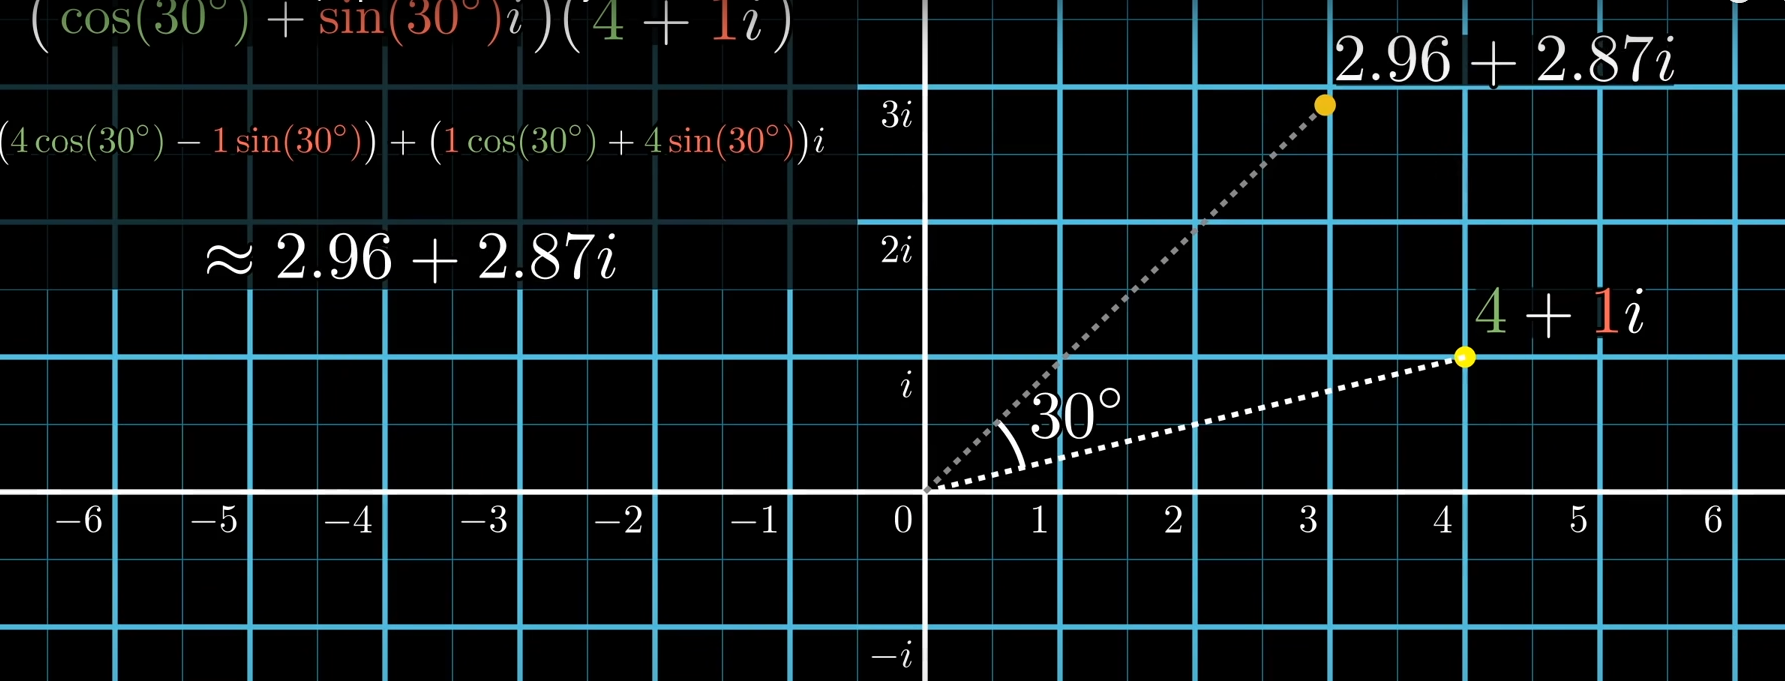 (cos(30°) + sin(30°)i)(4 + 1i)
2.96 + 2.87i
3i
(4 cos(30°) − 1 sin(30°)) + (1 cos(30°) + 4 sin(30°))i
≈ 2.96 + 2.87i
2i
4 + 1i
i
30°
−6 −5 −4 −3 −2 −1 0 1 2 3 4 5 6
−i